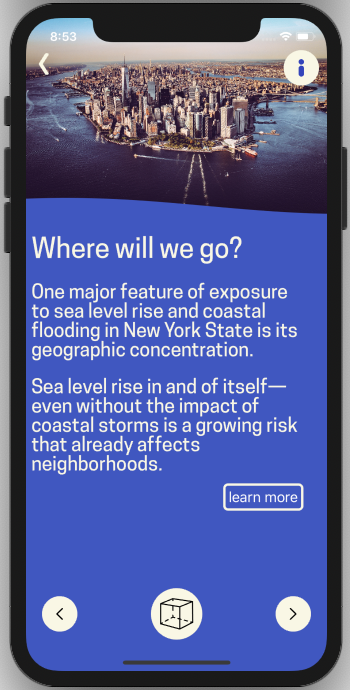 8:53
Where will we go?
One major feature of exposure
to sea level rise and coastal
flooding in New York State is its
geographic concentration.
Sea level rise in and of itself—
even without the impact of
coastal storms is a growing risk
that already affects
neighborhoods.
learn more